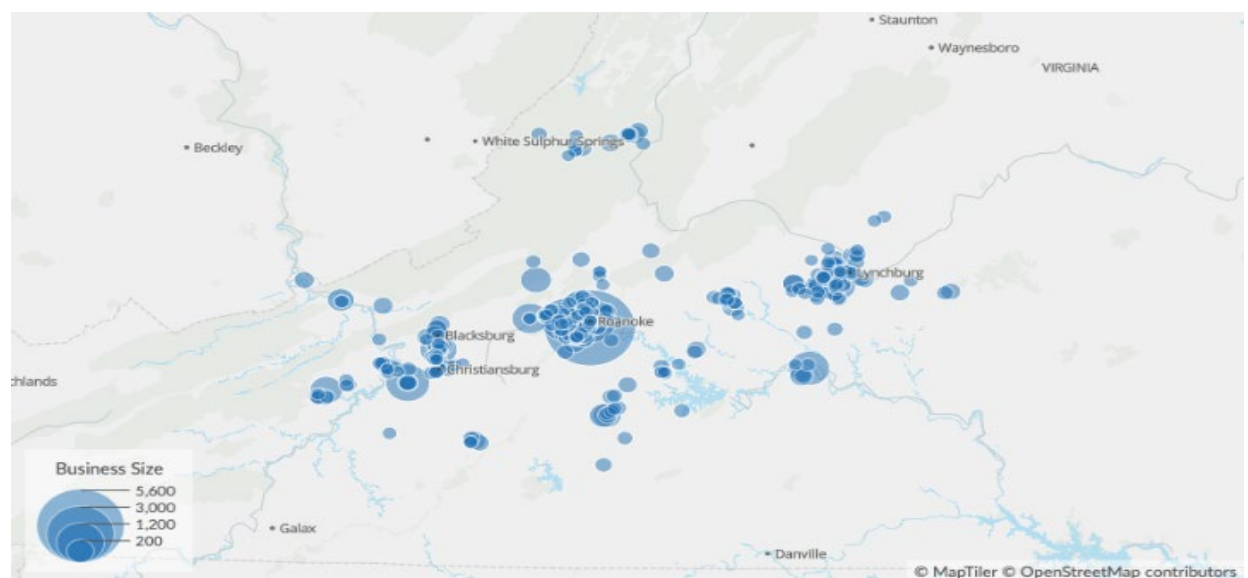 Staunton
Waynesboro
VIRGINIA
White Sulphur Springs
Beckley
Lynchburg
Roanoke
Blacksburg
Christiansburg
chlands
Business Size
5,600
3,000
1,200
200
Galax
Danville
© MapTiler © OpenStreetMap contributors